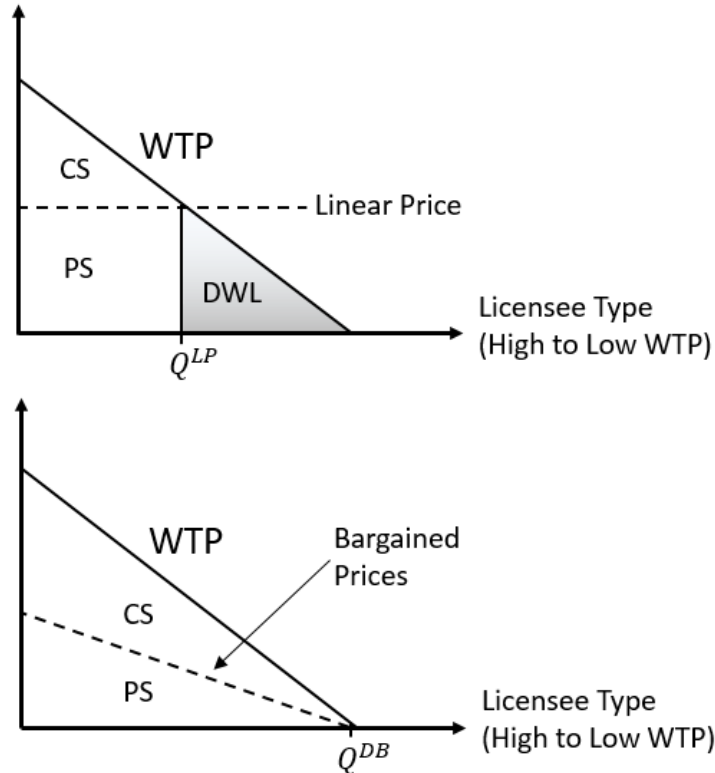 WTP
CS
Linear Price
PS
DWL
Licensee Type
(High to Low WTP)
Q^{LP}
WTP
Bargained
Prices
CS
PS
Licensee Type
(High to Low WTP)
Q^{DB}